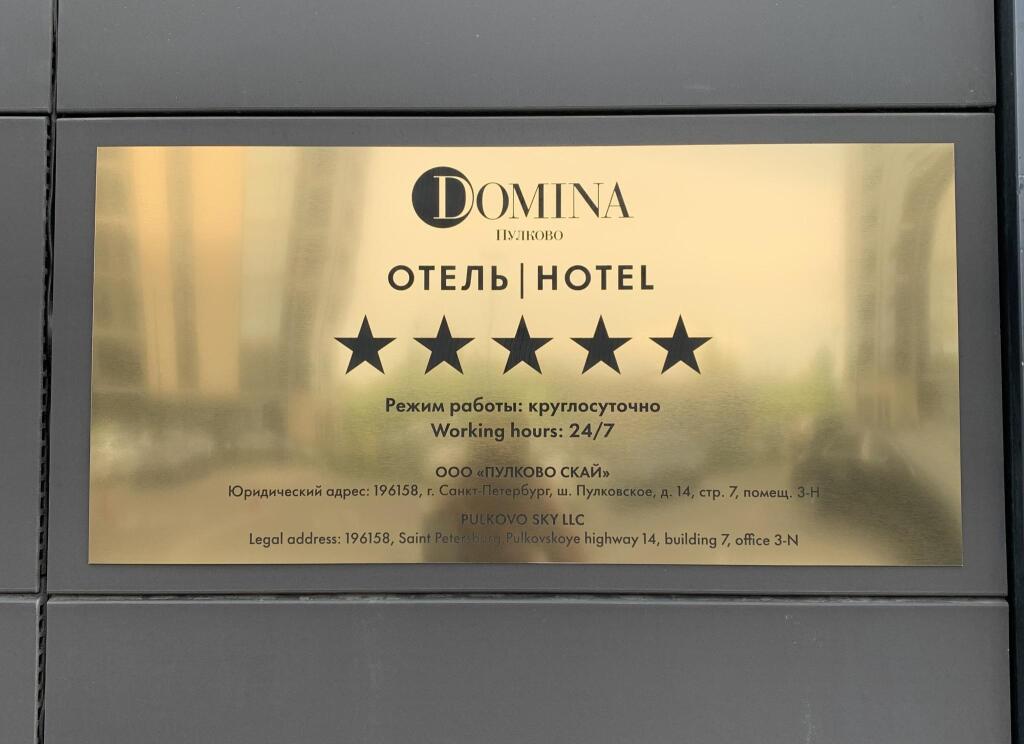 DOMINA
ПУЛКОВО
ОТЕЛЬ | HOTEL
Режим работы: круглосуточно
Working hours: 24/7
ООО «ПУЛКОВО СКАЙ»
Юридический адрес: 196158, г. Санкт-Петербург, ш. Пулковское, д. 14, стр. 7, помещ. 3-Н
PULKOVO SKY LLC
Legal address: 196158, Saint Petersburg, Pulkovskoye highway 14, building 7, office 3-N